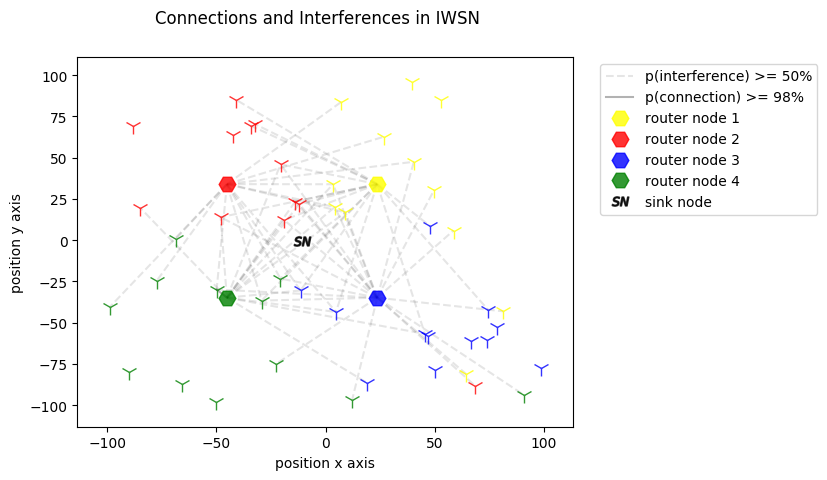 Connections and Interferences in IWSN
p(interference) >= 50%
p(connection) >= 98%
router node 1
router node 2
router node 3
router node 4
SN sink node
100
75
50
25
0
−25
−50
−75
−100
position y axis
SN
−100 −50 0 50 100
position x axis